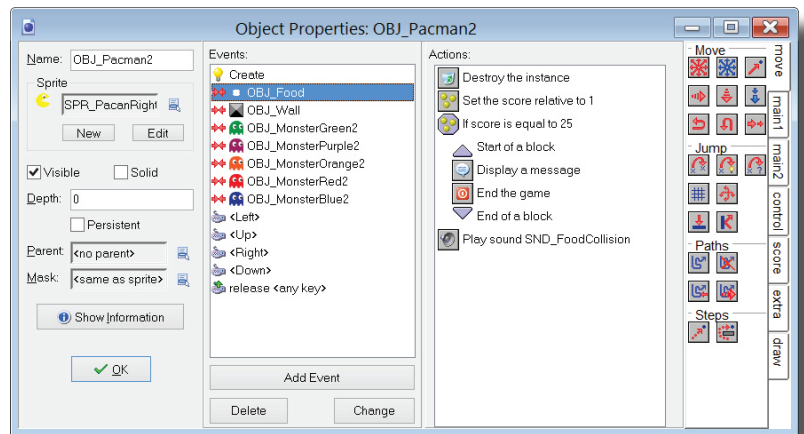 Object Properties: OBJ_Pacman2
Name: OBJ_Pacman2
Sprite
SPR_PacanRight
New Edit
Visible Solid
Depth: 0
Persistent
Parent: <no parent>
Mask: <same as sprite>
Show Information
OK
Events:
Create
OBJ_Food
OBJ_Wall
OBJ_MonsterGreen2
OBJ_MonsterPurple2
OBJ_MonsterOrange2
OBJ_MonsterRed2
OBJ_MonsterBlue2
<Left>
<Up>
<Right>
<Down>
release <any key>
Add Event
Delete Change
Actions:
Destroy the instance
Set the score relative to 1
If score is equal to 25
Start of a block
Display a message
End the game
End of a block
Play sound SND_FoodCollision
Move
Jump
Paths
Steps
move
main1
main2
control
score
extra
draw